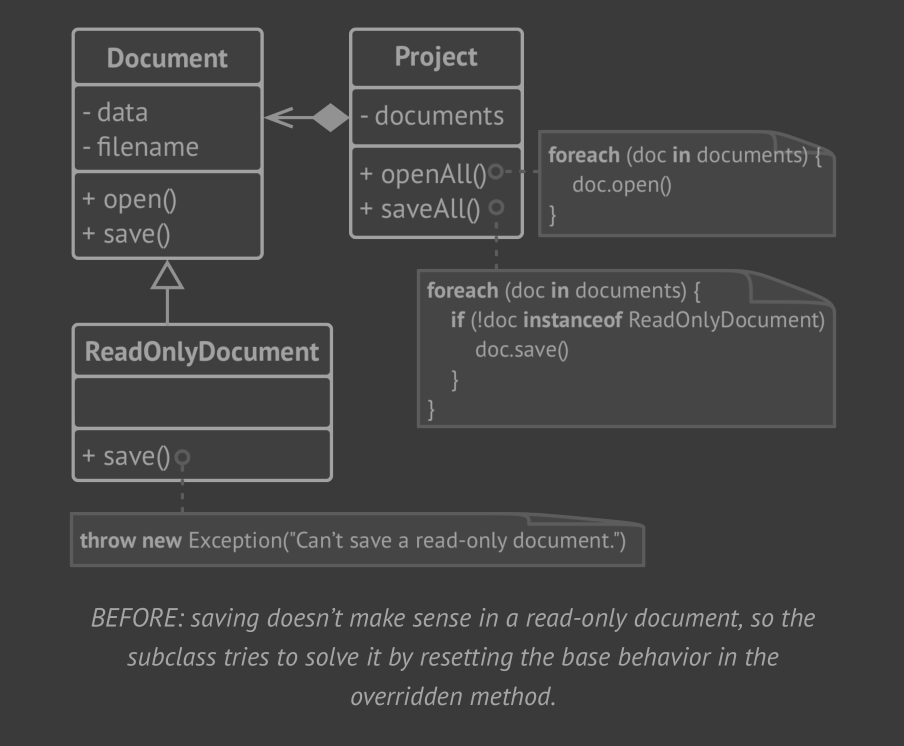 Document
- data
- filename
+ open()
+ save()
Project
- documents
+ openAll()
+ saveAll()
foreach (doc in documents) {
doc.open()
}
foreach (doc in documents) {
if (!doc instanceof ReadOnlyDocument)
doc.save()
}
}
ReadOnlyDocument
+ save()
throw new Exception("Can’t save a read-only document.")
BEFORE: saving doesn’t make sense in a read-only document, so the
subclass tries to solve it by resetting the base behavior in the
overridden method.